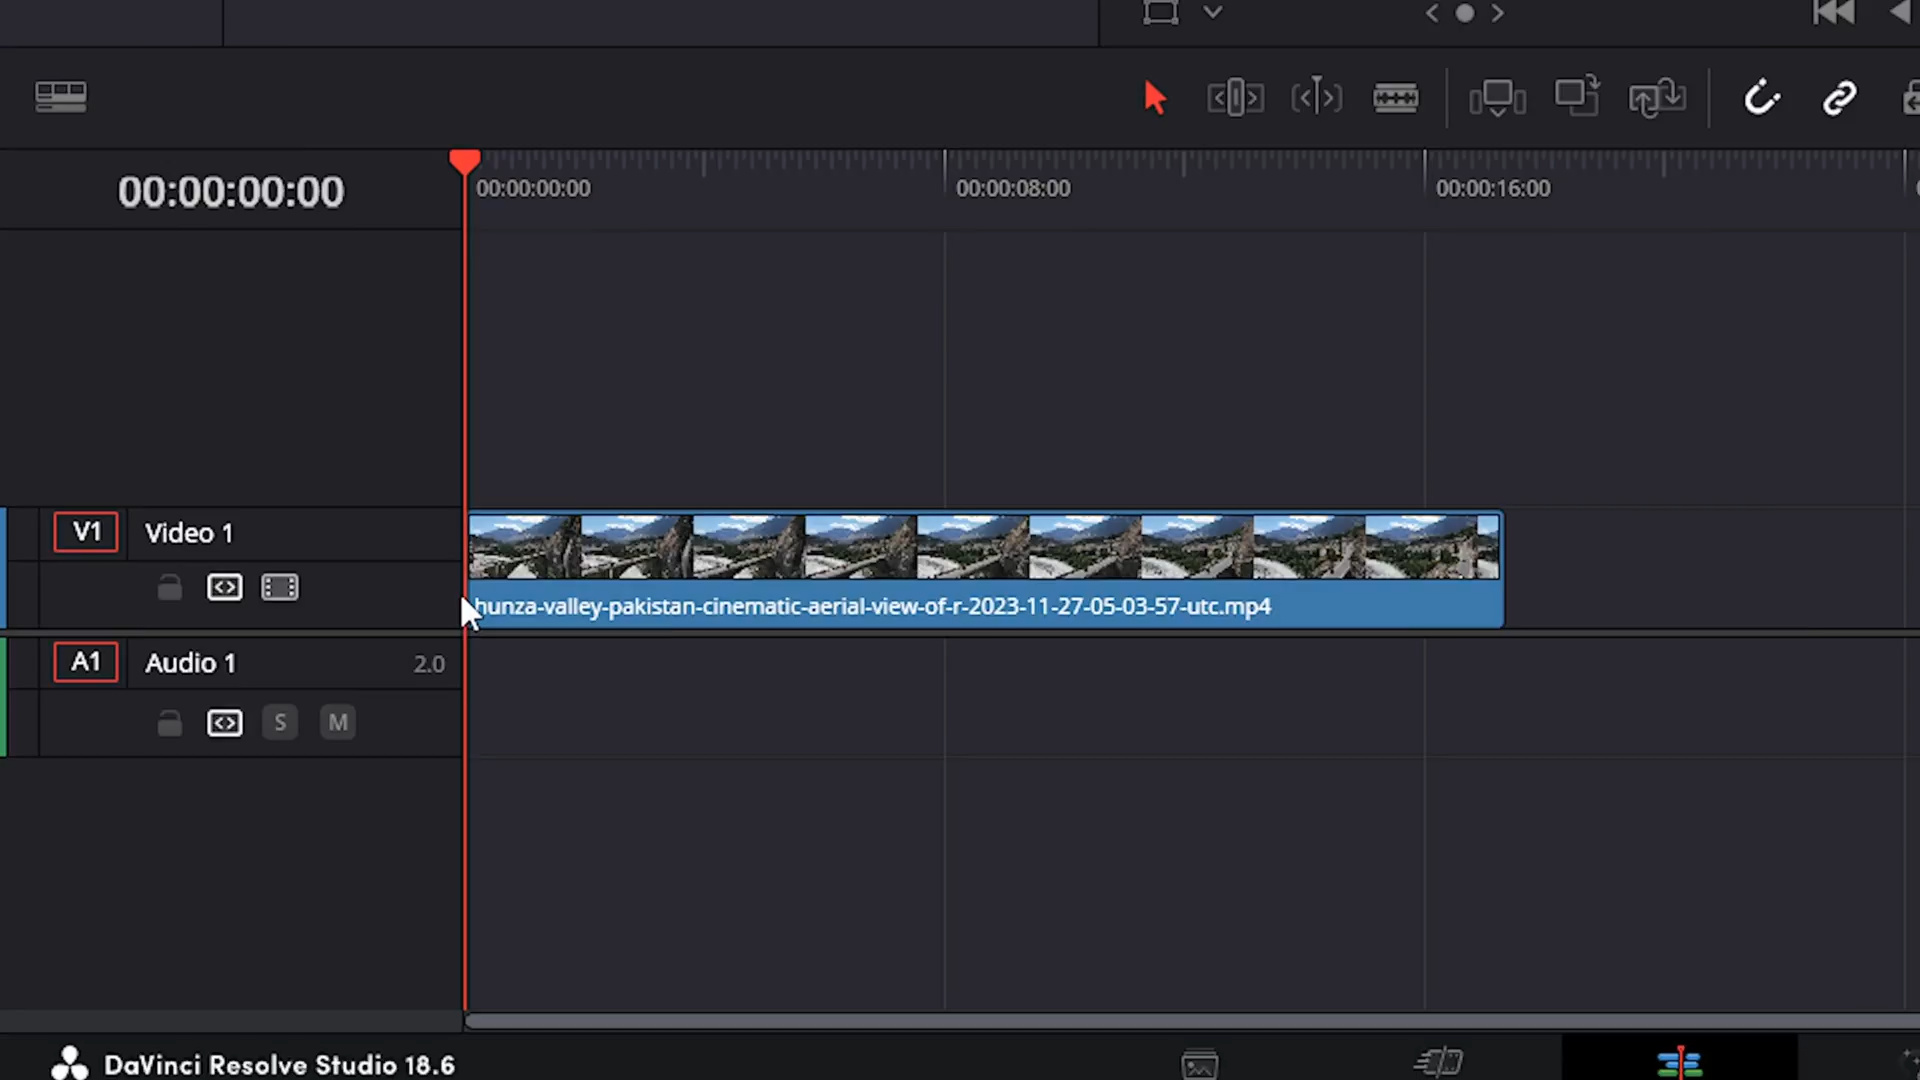 00:00:00:00
00:00:00:00
00:00:08:00
00:00:16:00
V1
Video 1
hunza-valley-pakistan-cinematic-aerial-view-of-r-2023-11-27-05-03-57-utc.mp4
A1
Audio 1
2.0
S
M
DaVinci Resolve Studio 18.6